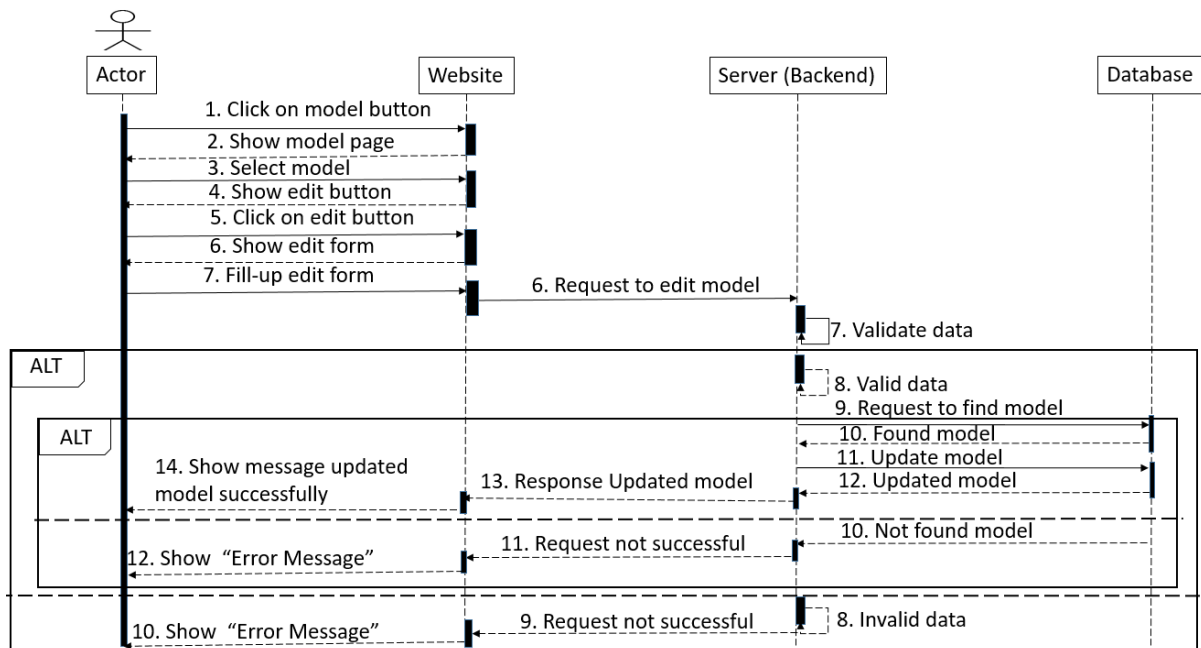 Actor
Website
Server (Backend)
Database
1. Click on model button
2. Show model page
3. Select model
4. Show edit button
5. Click on edit button
6. Show edit form
7. Fill-up edit form
6. Request to edit model
7. Validate data
ALT
8. Valid data
9. Request to find model
ALT
10. Found model
11. Update model
12. Updated model
13. Response Updated model
14. Show message updated
model successfully
10. Not found model
11. Request not successful
12. Show “Error Message”
8. Invalid data
9. Request not successful
10. Show “Error Message”